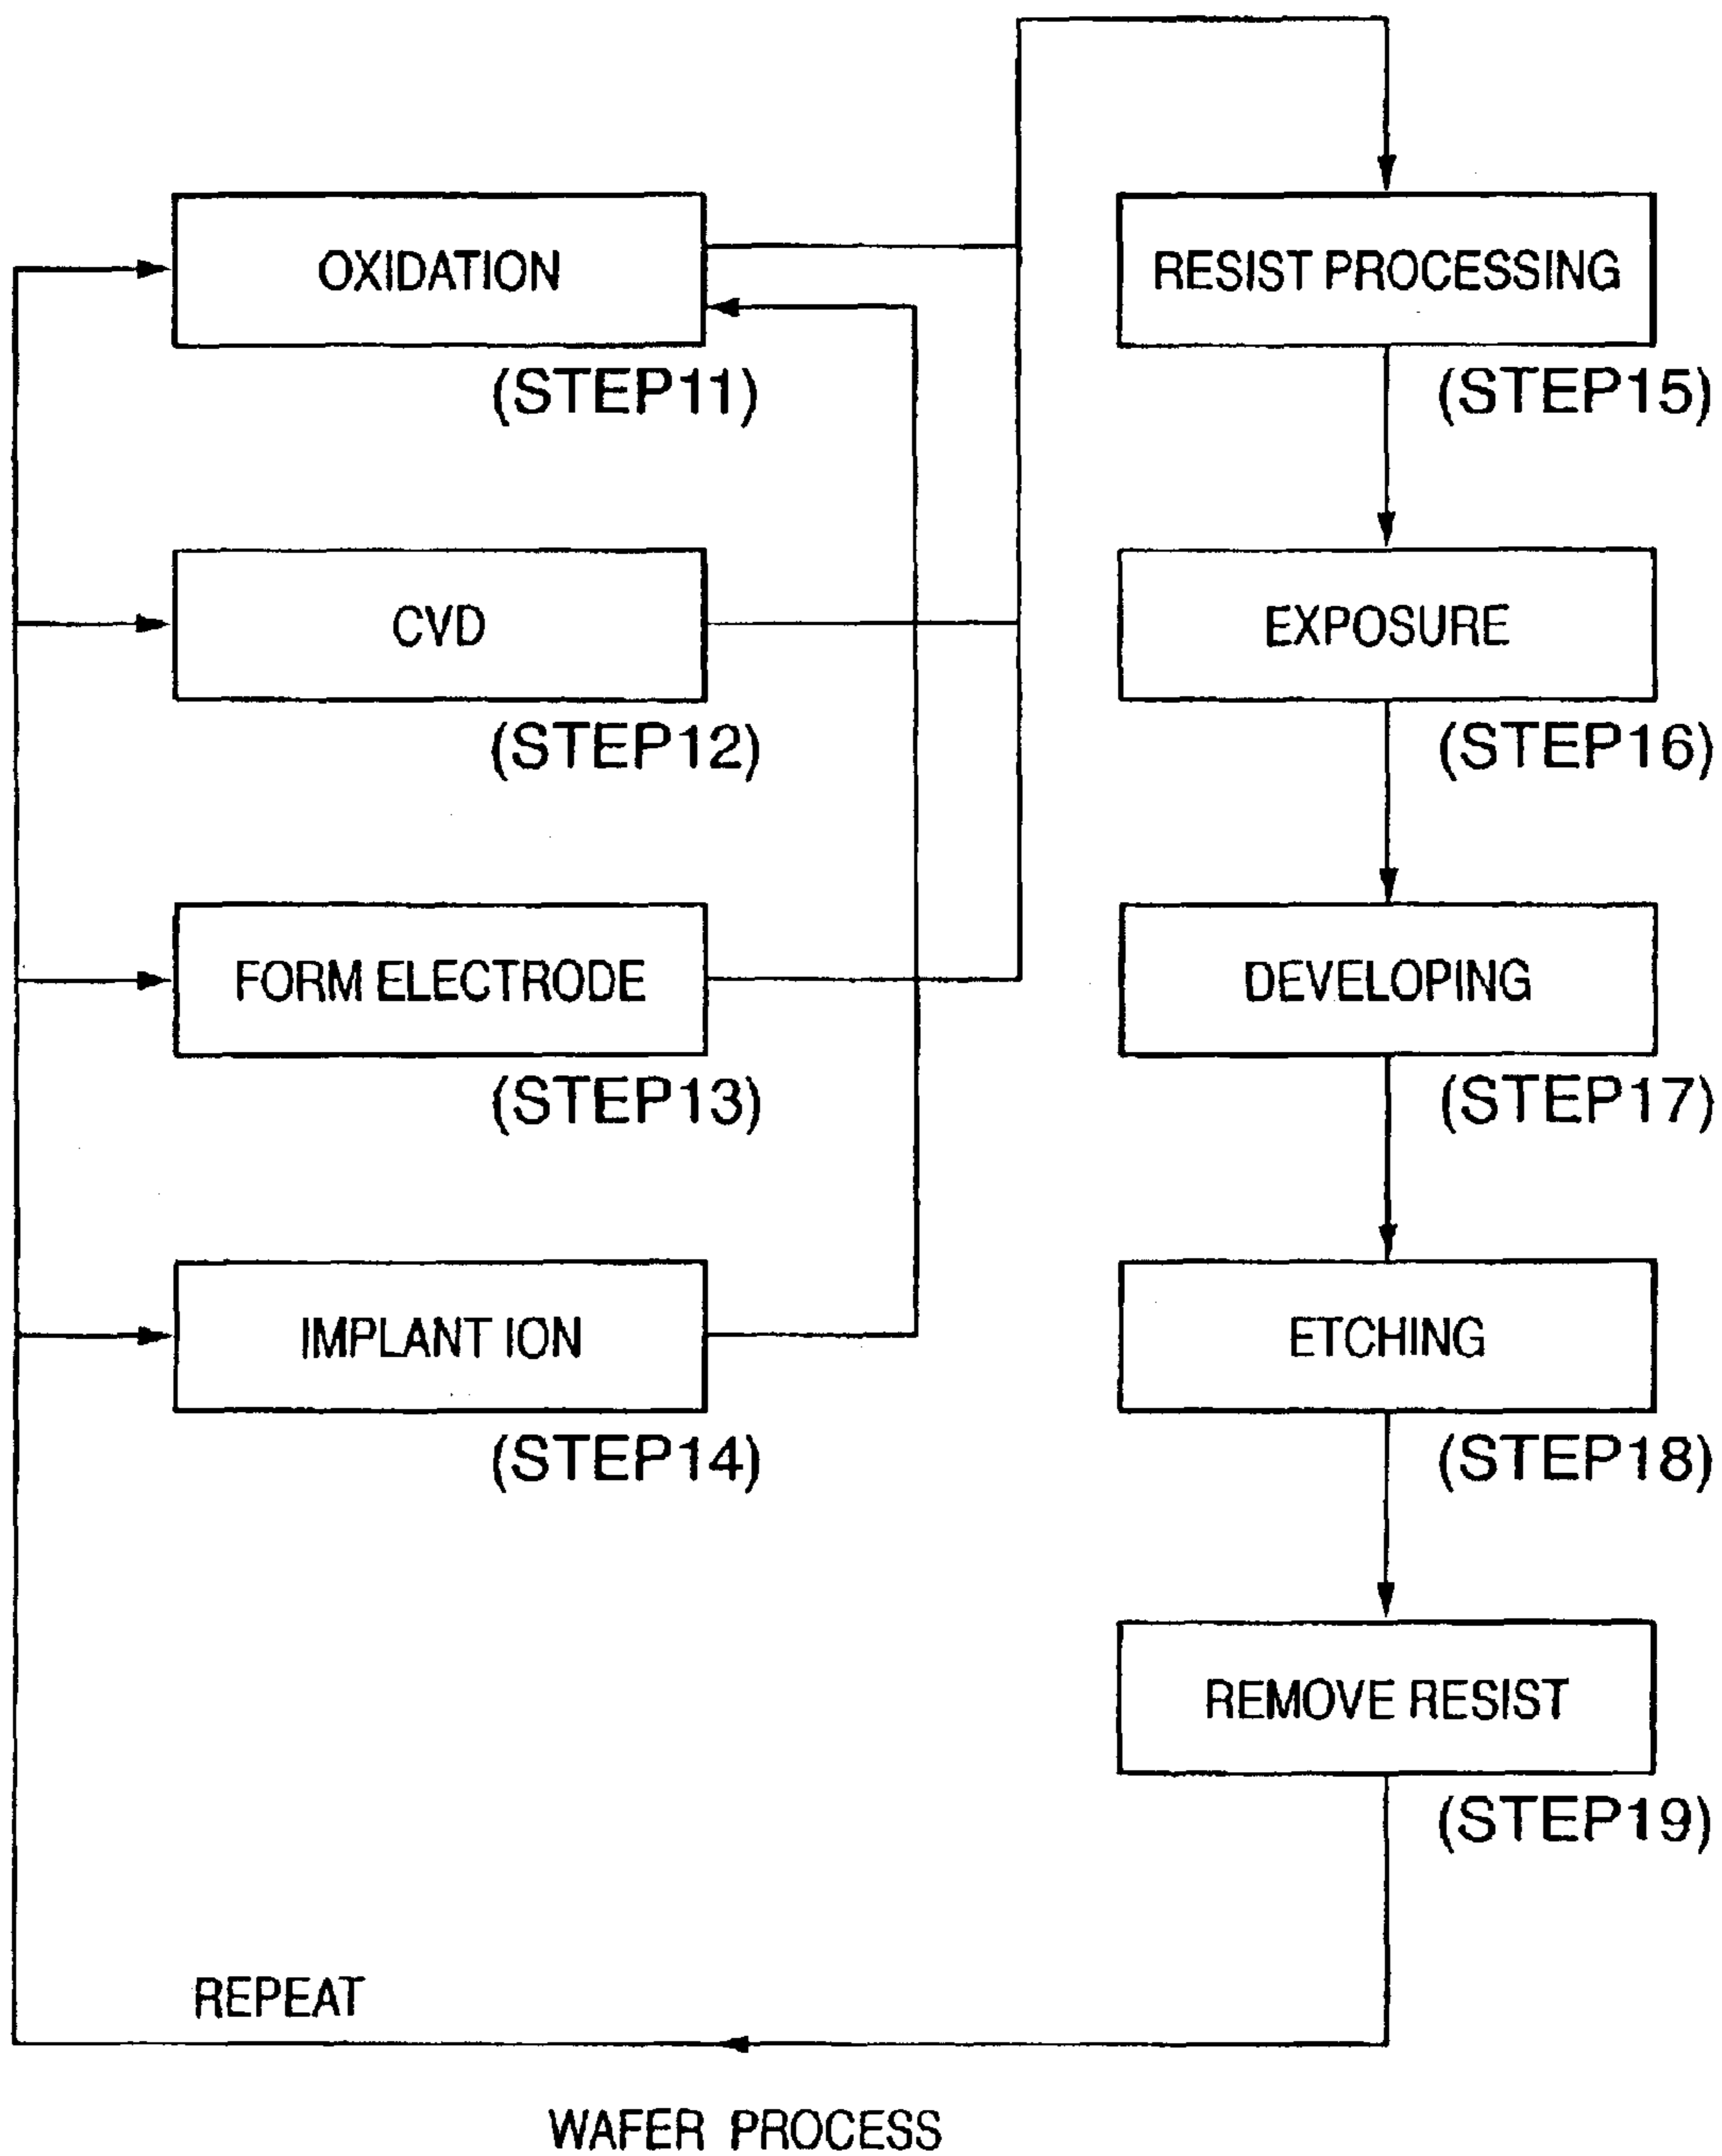 OXIDATION
(STEP11)
CVD
(STEP12)
FORM ELECTRODE
(STEP13)
IMPLANT ION
(STEP14)
RESIST PROCESSING
(STEP15)
EXPOSURE
(STEP16)
DEVELOPING
(STEP17)
ETCHING
(STEP18)
REMOVE RESIST
(STEP19)
REPEAT
WAFER PROCESS